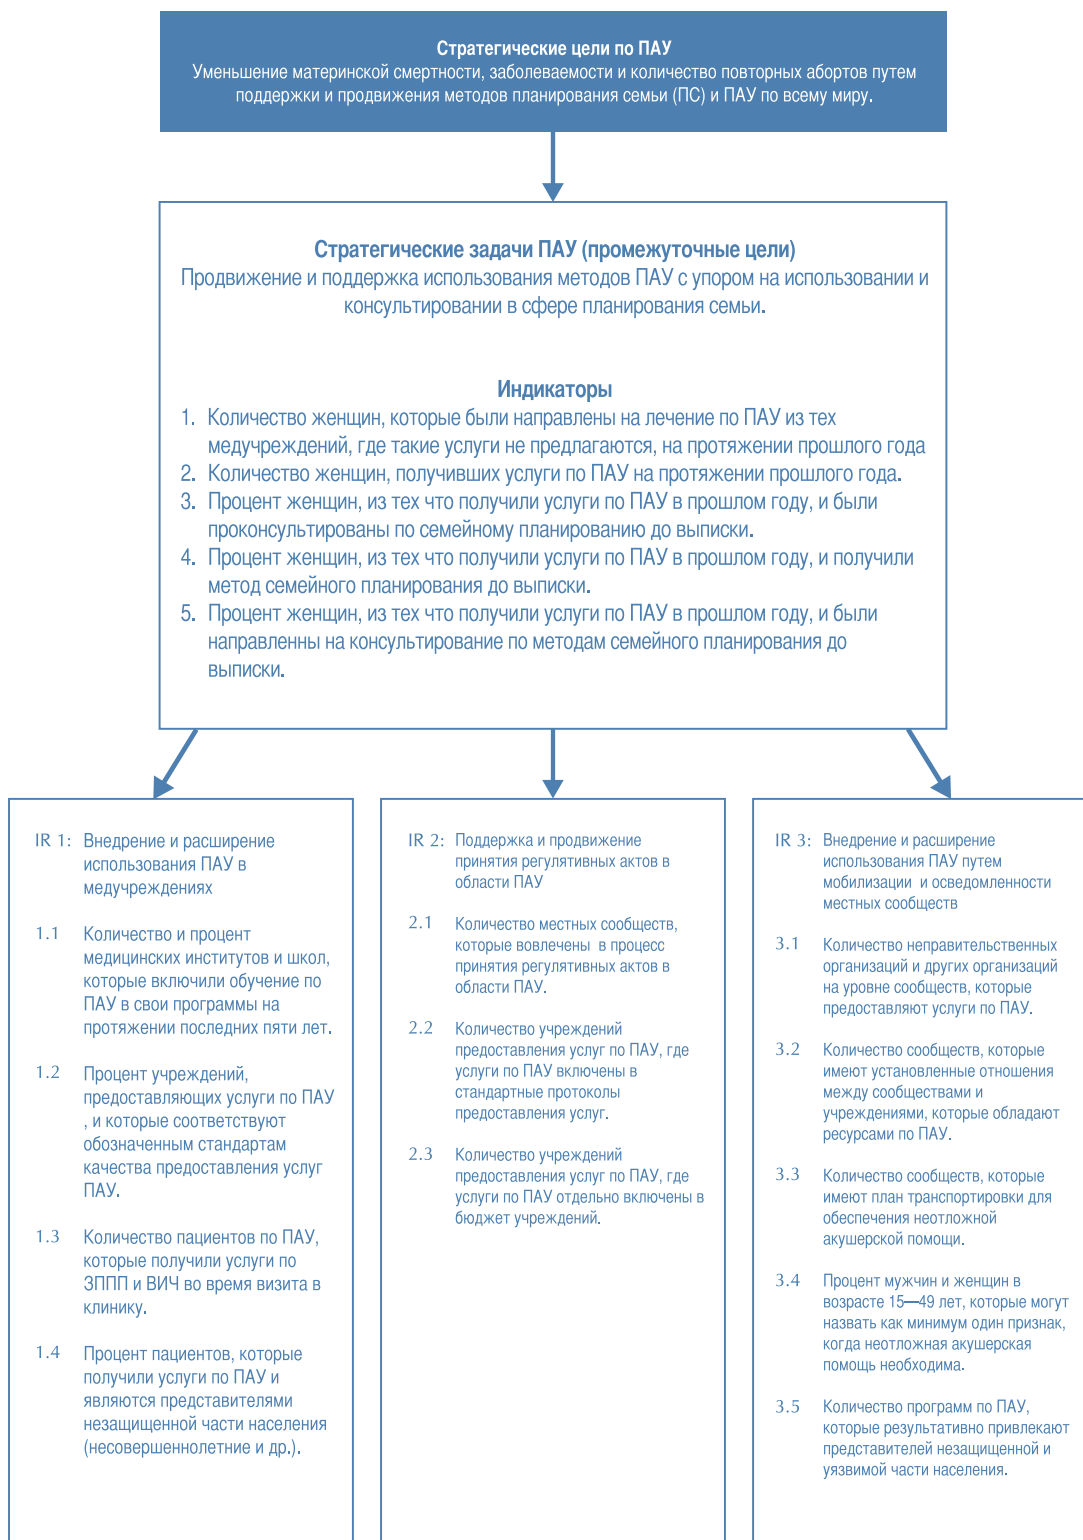 Стратегические цели по ПАУ
Уменьшение материнской смертности, заболеваемости и количество повторных абортов путем
поддержки и продвижения методов планирования семьи (ПС) и ПАУ по всему миру.
Стратегические задачи ПАУ (промежуточные цели)
Продвижение и поддержка использования методов ПАУ с упором на использовании и
консультировании в сфере планирования семьи.
Индикаторы
1. Количество женщин, которые были направлены на лечение по ПАУ из тех
медучреждений, где такие услуги не предлагаются, на протяжении прошлого года
2. Количество женщин, получивших услуги по ПАУ на протяжении прошлого года.
3. Процент женщин, из тех что получили услуги по ПАУ в прошлом году, и были
проконсультированы по семейному планированию до выписки.
4. Процент женщин, из тех что получили услуги по ПАУ в прошлом году, и получили
метод семейного планирования до выписки.
5. Процент женщин, из тех что получили услуги по ПАУ в прошлом году, и были
направленны на консультирование по методам семейного планирования до
выписки.
IR 1: Внедрение и расширение
использования ПАУ в
медучреждениях
1.1 Количество и процент
медицинских институтов и школ,
которые включили обучение по
ПАУ в свои программы на
протяжении последних пяти лет.
1.2 Процент учреждений,
предоставляющих услуги по ПАУ
, и которые соответствуют
обозначенным стандартам
качества предоставления услуг
ПАУ.
1.3 Количество пациентов по ПАУ,
которые получили услуги по
ЗППП и ВИЧ во время визита в
клинику.
1.4 Процент пациентов, которые
получили услуги по ПАУ и
являются представителями
незащищенной части населения
(несовершеннолетние и др.).
IR 2: Поддержка и продвижение
принятия регулятивных актов в
области ПАУ
2.1 Количество местных сообществ,
которые вовлечены в процесс
принятия регулятивных актов в
области ПАУ.
2.2 Количество учреждений
предоставления услуг по ПАУ, где
услуги по ПАУ включены в
стандартные протоколы
предоставления услуг.
2.3 Количество учреждений
предоставления услуг по ПАУ, где
услуги по ПАУ отдельно включены в
бюджет учреждений.
IR 3: Внедрение и расширение
использования ПАУ путем
мобилизации и осведомленности
местных сообществ
3.1 Количество неправительственных
организаций и других организаций
на уровне сообществ, которые
предоставляют услуги по ПАУ.
3.2 Количество сообществ, которые
имеют установленные отношения
между сообществами и
учреждениями, которые обладают
ресурсами по ПАУ.
3.3 Количество сообществ, которые
имеют план транспортировки для
обеспечения неотложной
акушерской помощи.
3.4 Процент мужчин и женщин в
возрасте 15—49 лет, которые могут
назвать как минимум один признак,
когда неотложная акушерская
помощь необходима.
3.5 Количество программ по ПАУ,
которые результативно привлекают
представителей незащищенной и
уязвимой части населения.